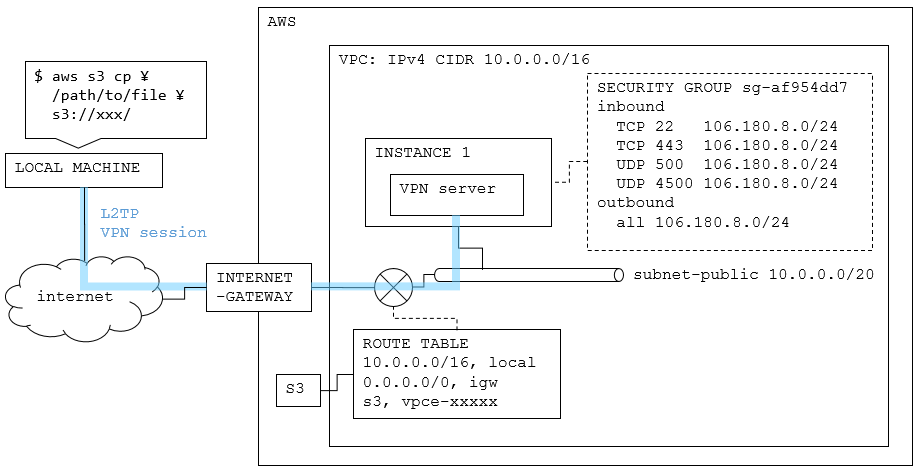 AWS
VPC: IPv4 CIDR 10.0.0.0/16
$ aws s3 cp ¥
/path/to/file ¥
s3://xxx/
LOCAL MACHINE
L2TP
VPN session
internet
INTERNET
-GATEWAY
INSTANCE 1
VPN server
SECURITY GROUP sg-af954dd7
inbound
TCP 22 106.180.8.0/24
TCP 443 106.180.8.0/24
UDP 500 106.180.8.0/24
UDP 4500 106.180.8.0/24
outbound
all 106.180.8.0/24
subnet-public 10.0.0.0/20
ROUTE TABLE
10.0.0.0/16, local
0.0.0.0/0, igw
s3, vpce-xxxxx
S3